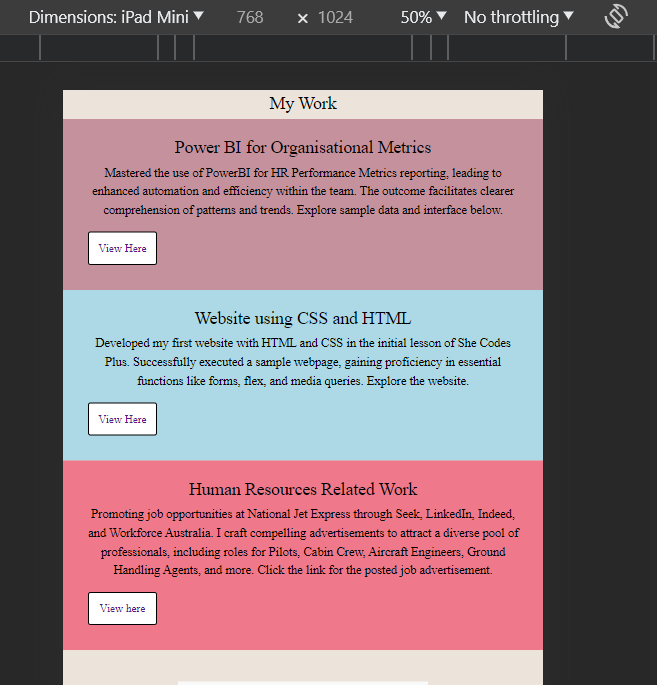 Dimensions: iPad Mini ▼ 768 × 1024 50% ▼ No throttling ▼
My Work
Power BI for Organisational Metrics
Mastered the use of PowerBI for HR Performance Metrics reporting, leading to
enhanced automation and efficiency within the team. The outcome facilitates clearer
comprehension of patterns and trends. Explore sample data and interface below.
View Here
Website using CSS and HTML
Developed my first website with HTML and CSS in the initial lesson of She Codes
Plus. Successfully executed a sample webpage, gaining proficiency in essential
functions like forms, flex, and media queries. Explore the website.
View Here
Human Resources Related Work
Promoting job opportunities at National Jet Express through Seek, LinkedIn, Indeed,
and Workforce Australia. I craft compelling advertisements to attract a diverse pool of
professionals, including roles for Pilots, Cabin Crew, Aircraft Engineers, Ground
Handling Agents, and more. Click the link for the posted job advertisement.
View here